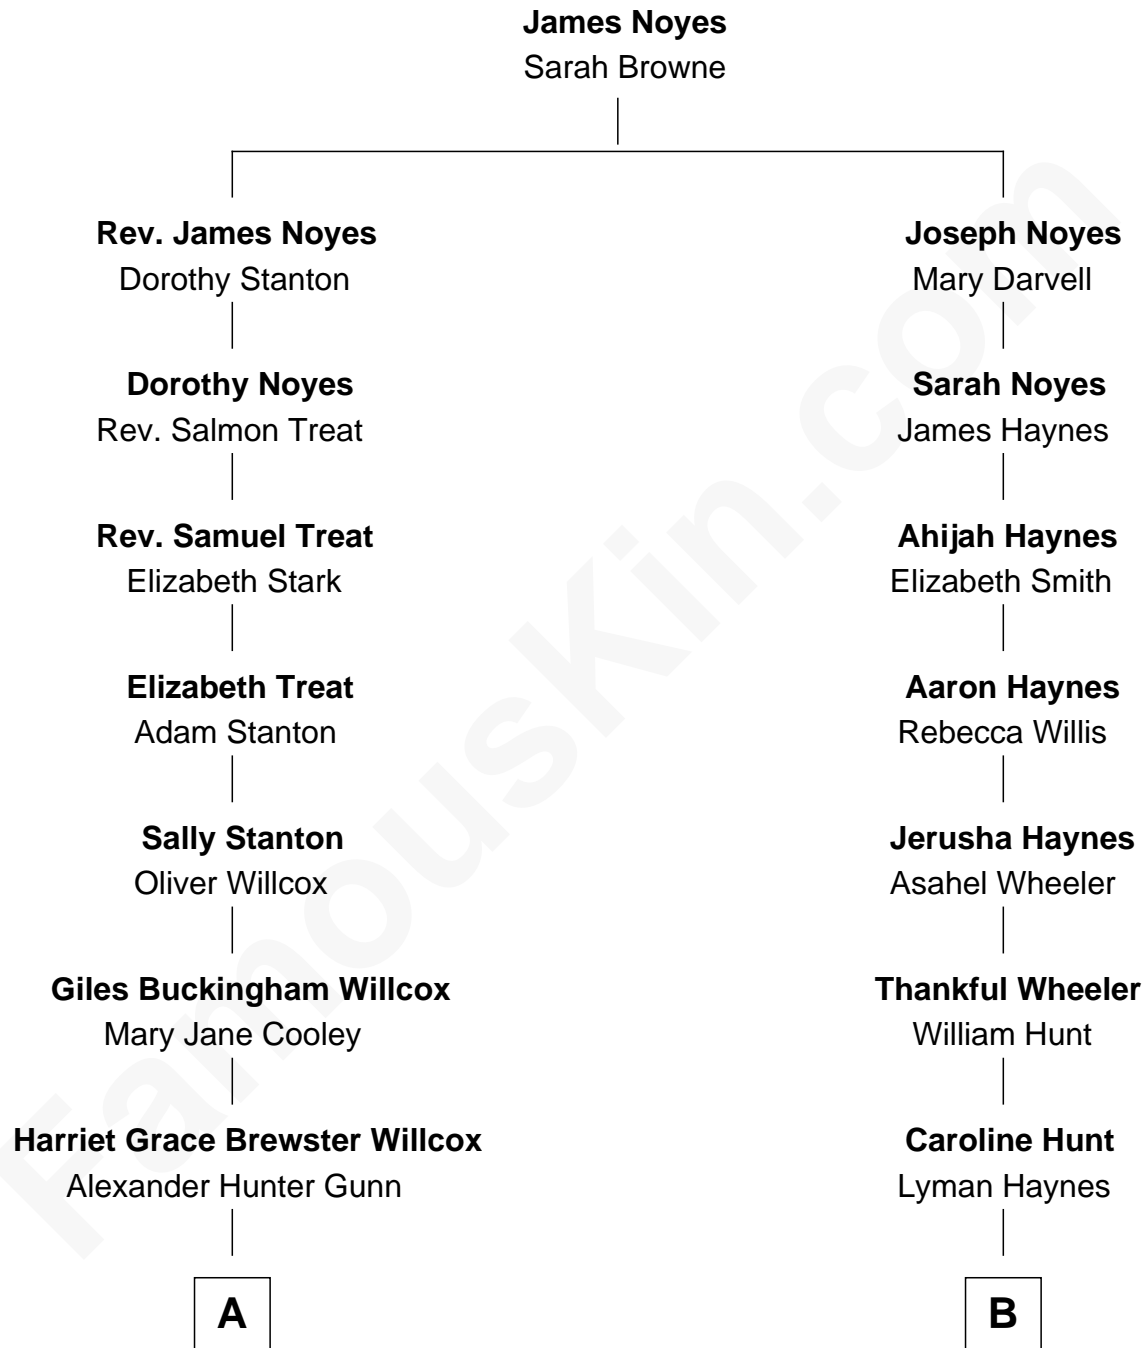 James Noyes
Sarah Browne
Rev. James Noyes
Dorothy Stanton
Joseph Noyes
Mary Darvell
Dorothy Noyes
Rev. Salmon Treat
Sarah Noyes
James Haynes
Rev. Samuel Treat
Elizabeth Stark
Ahijah Haynes
Elizabeth Smith
Elizabeth Treat
Adam Stanton
Aaron Haynes
Rebecca Willis
Sally Stanton
Oliver Willcox
Jerusha Haynes
Asahel Wheeler
Giles Buckingham Willcox
Mary Jane Cooley
Thankful Wheeler
William Hunt
Harriet Grace Brewster Willcox
Alexander Hunter Gunn
Caroline Hunt
Lyman Haynes
A
B
FamousKin.com